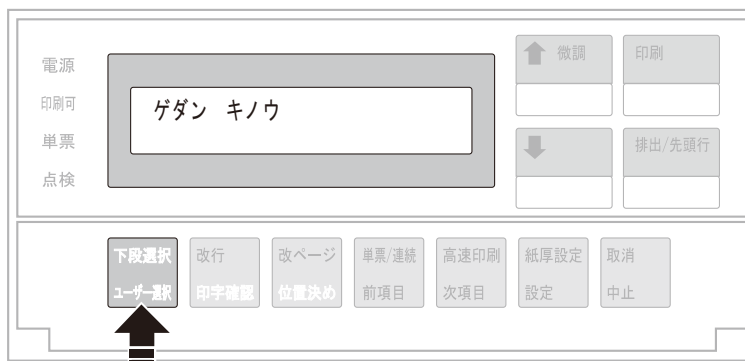 電源
印刷可
単票
点検
ゲダン キノウ
微調
印刷
排出/先頭行
下段選択
ユーザー選択
改行
印字確認
改ページ
位置決め
単票/連続
前項目
高速印刷
次項目
紙厚設定
設定
取消
中止